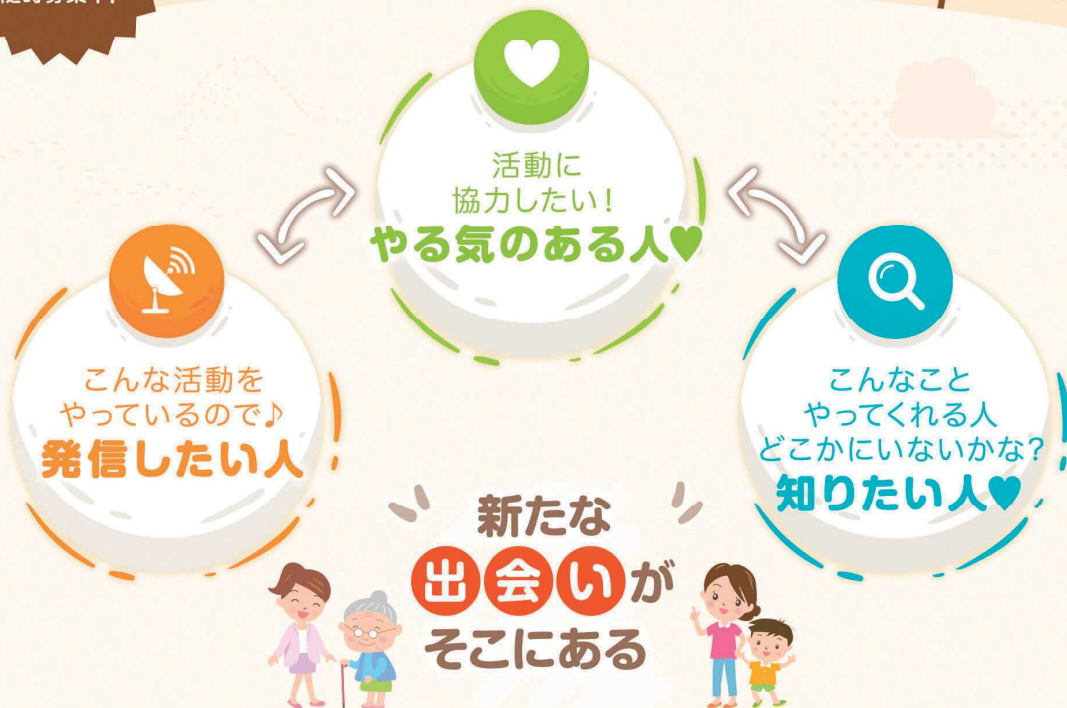 活動に
協力したい！
やる気のある人♥
こんな活動を
やっているので♪
発信したい人
こんなこと
やってくれる人
どこかにいないかな？
知りたい人♥
新たな
出会いが
そこにある